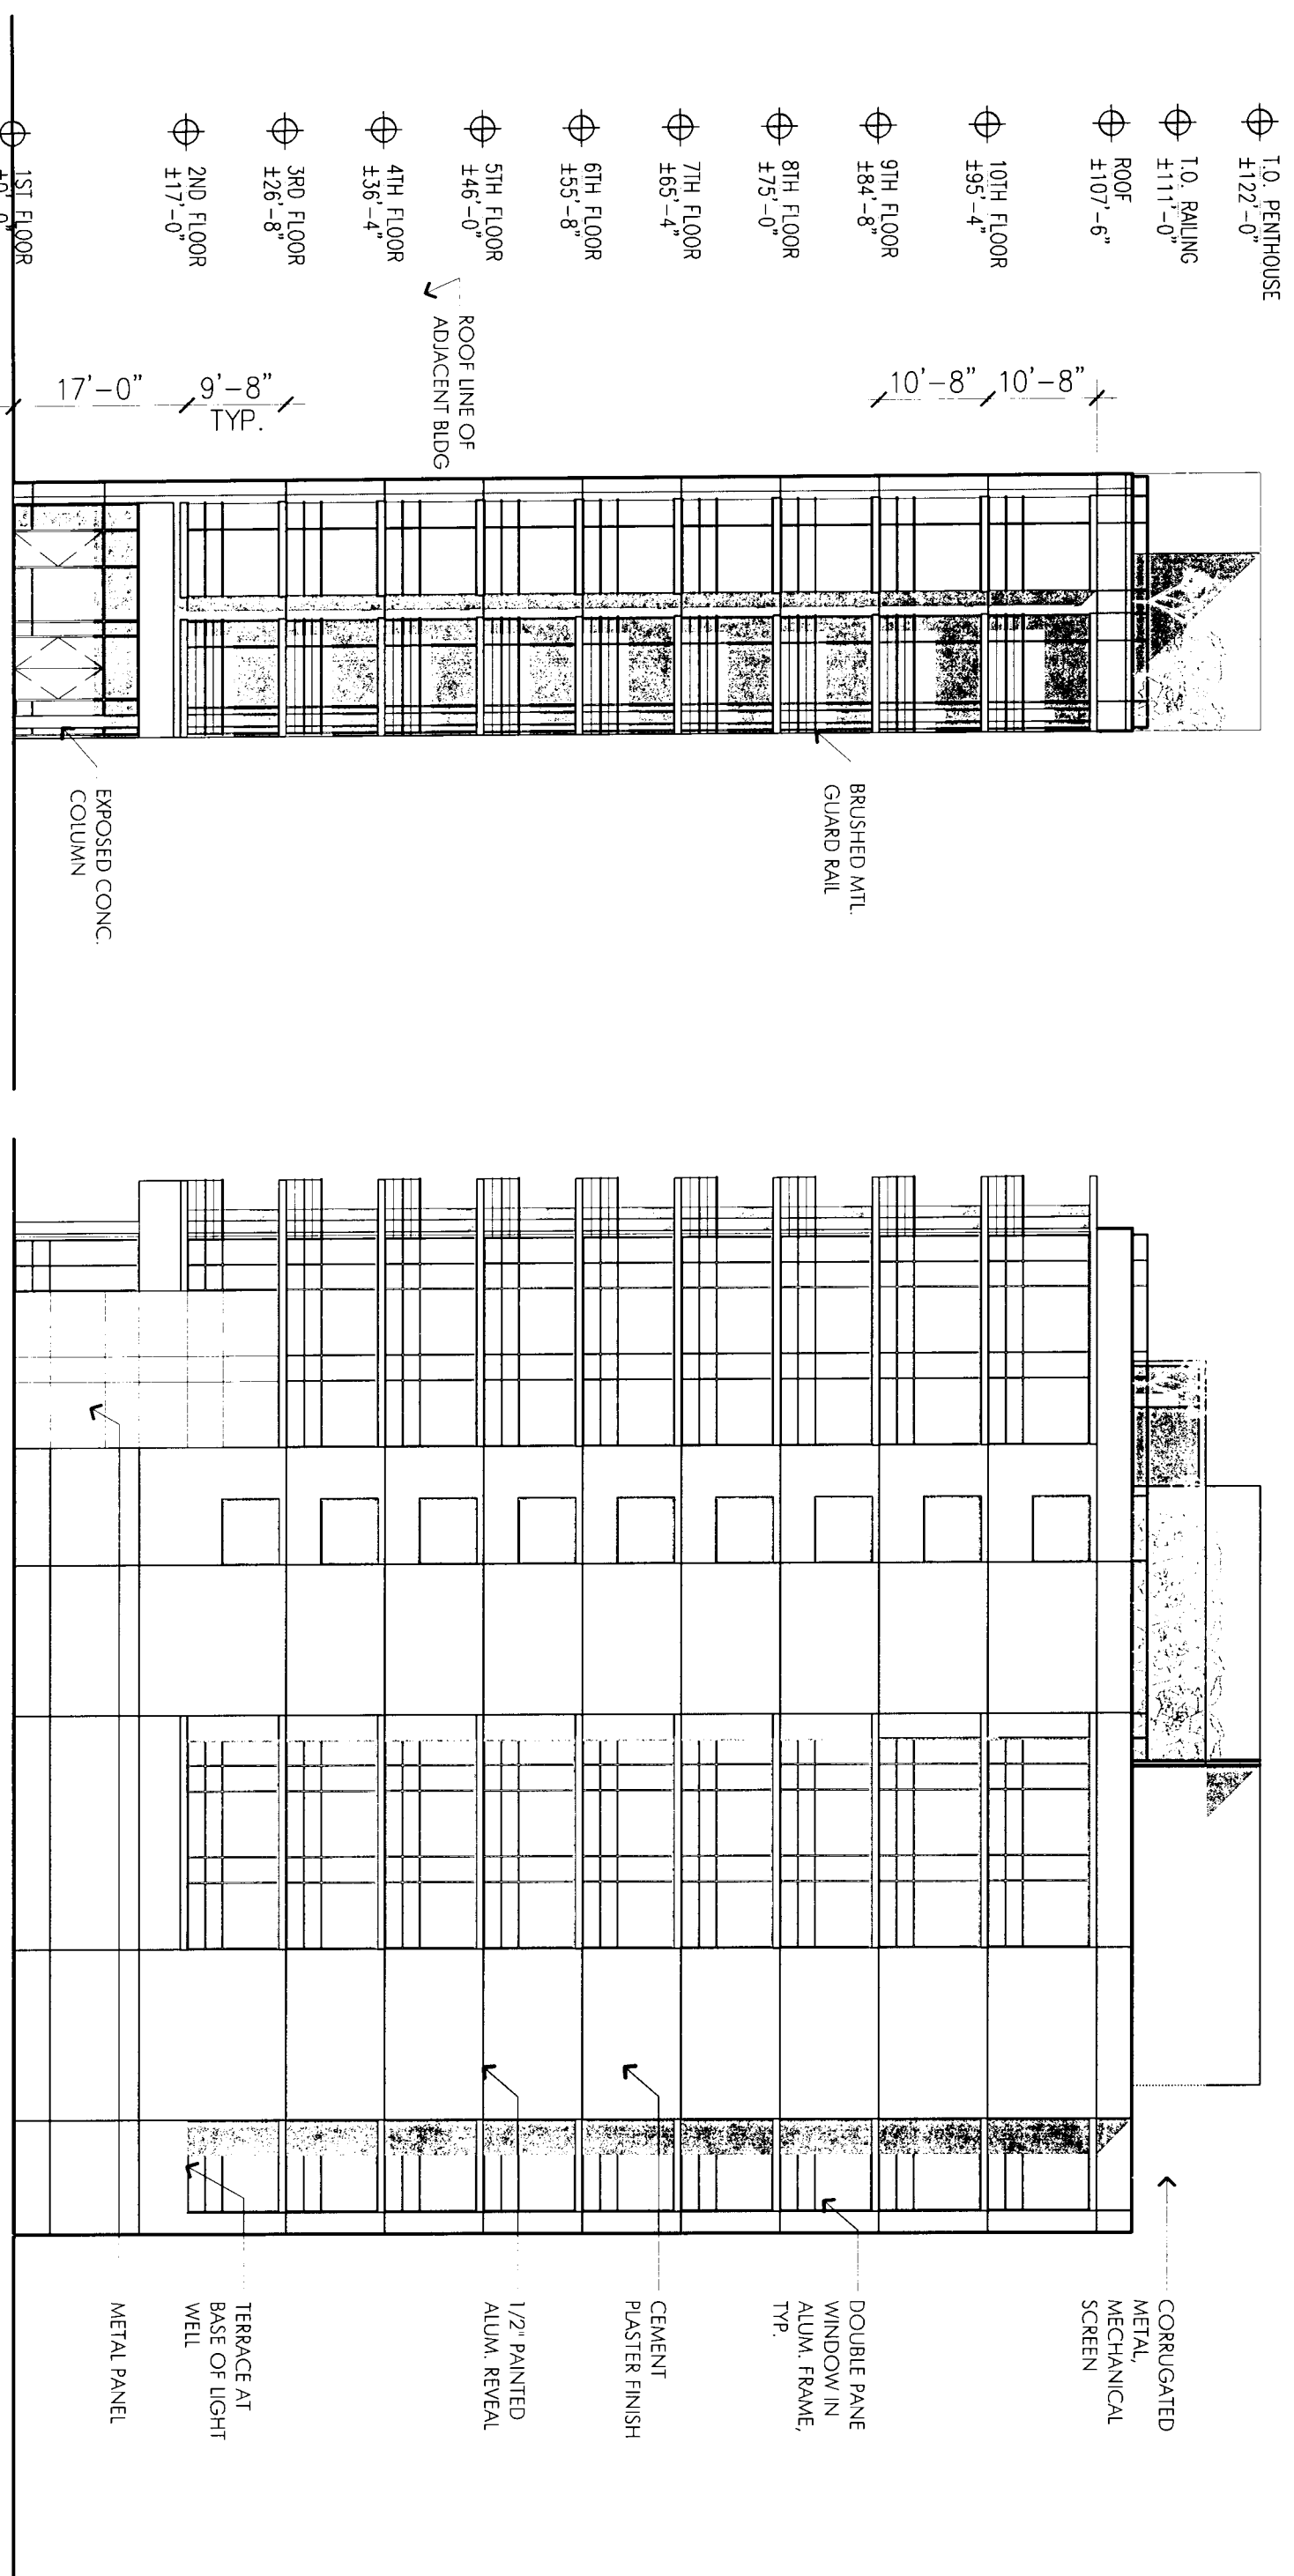 T.O. PENTHOUSE
±122'-0"
T.O. RAILING
±111'-0"
ROOF
±107'-6"
10TH FLOOR
±95'-4"
9TH FLOOR
±84'-8"
8TH FLOOR
±75'-0"
7TH FLOOR
±65'-4"
6TH FLOOR
±55'-8"
5TH FLOOR
±46'-0"
4TH FLOOR
±36'-4"
3RD FLOOR
±26'-8"
2ND FLOOR
±17'-0"
1ST FLOOR
±0'-0"
10'-8"
10'-8"
9'-8"
TYP.
17'-0"
ROOF LINE OF
ADJACENT BLDG
BRUSHED MTL.
GUARD RAIL
EXPOSED CONC.
COLUMN
CORRUGATED
METAL,
MECHANICAL
SCREEN
DOUBLE PANE
WINDOW IN
ALUM. FRAME,
TYP.
CEMENT
PLASTER FINISH
1/2" PAINTED
ALUM. REVEAL
TERRACE AT
BASE OF LIGHT
WELL
METAL PANEL